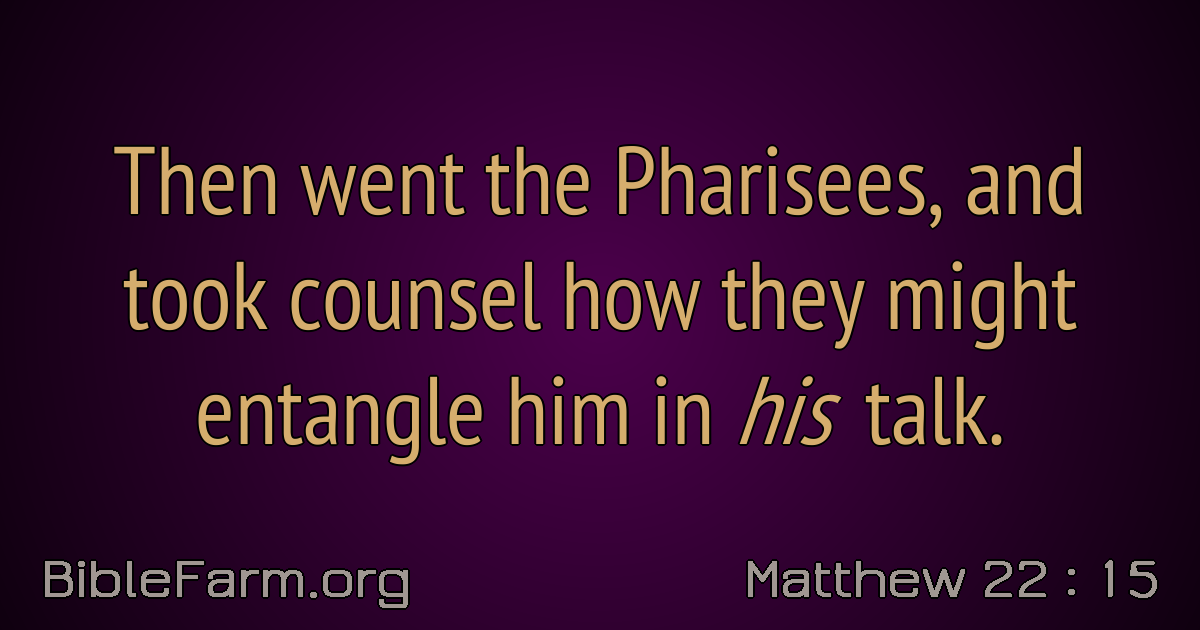 Then went the Pharisees, and
took counsel how they might
entangle him in his talk.
BibleFarm.org
Matthew 22 : 15